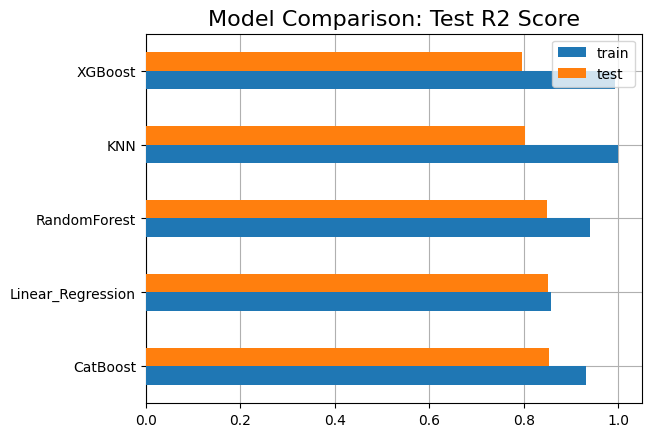 Model Comparison: Test R2 Score
train
test
XGBoost
KNN
RandomForest
Linear_Regression
CatBoost
0.0 0.2 0.4 0.6 0.8 1.0